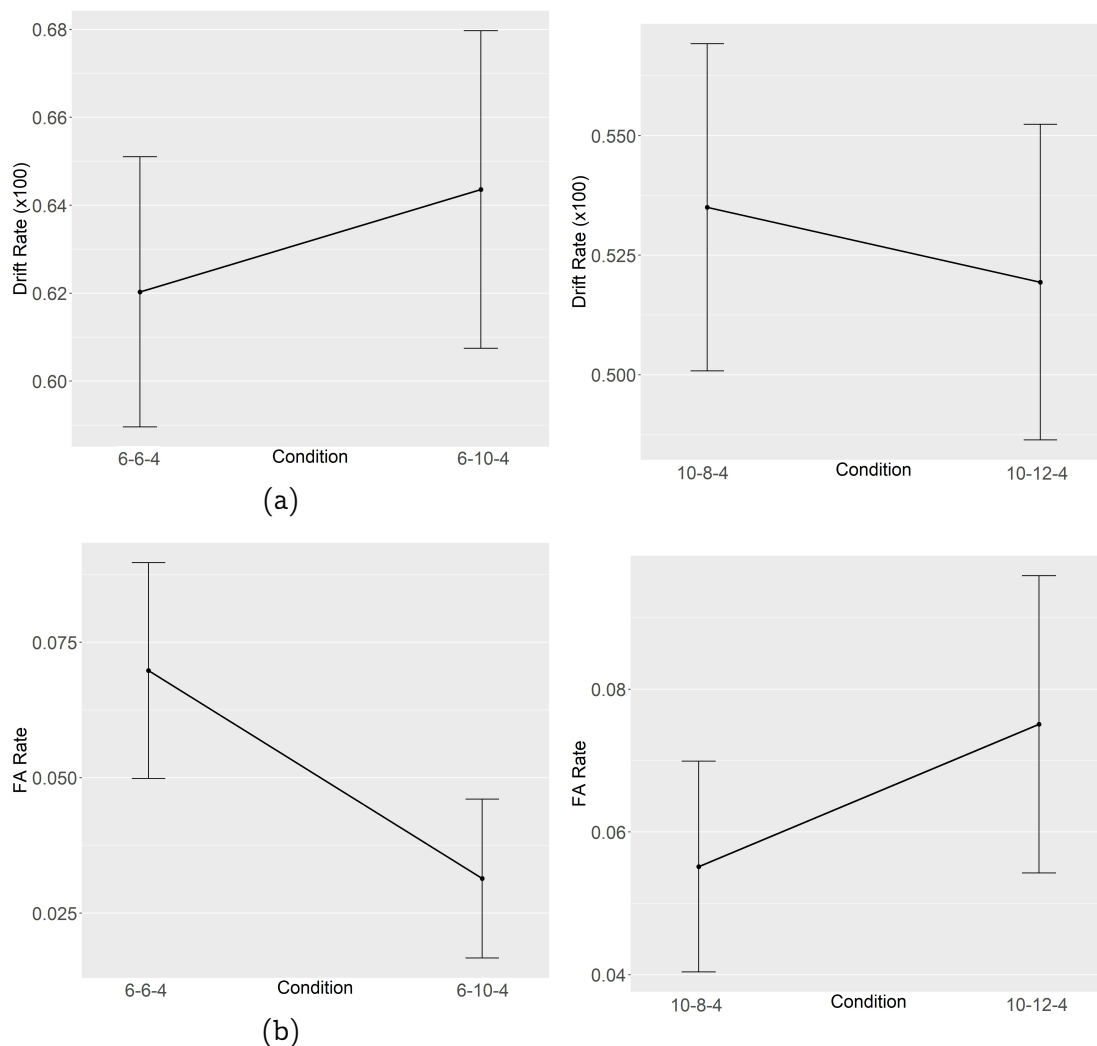 Drift Rate (x100)
0.68
0.66
0.64
0.62
0.60
6-6-4
Condition
6-10-4
(a)
Drift Rate (x100)
0.550
0.525
0.500
10-8-4
Condition
10-12-4
FA Rate
0.075
0.050
0.025
6-6-4
Condition
6-10-4
(b)
FA Rate
0.08
0.06
0.04
10-8-4
Condition
10-12-4